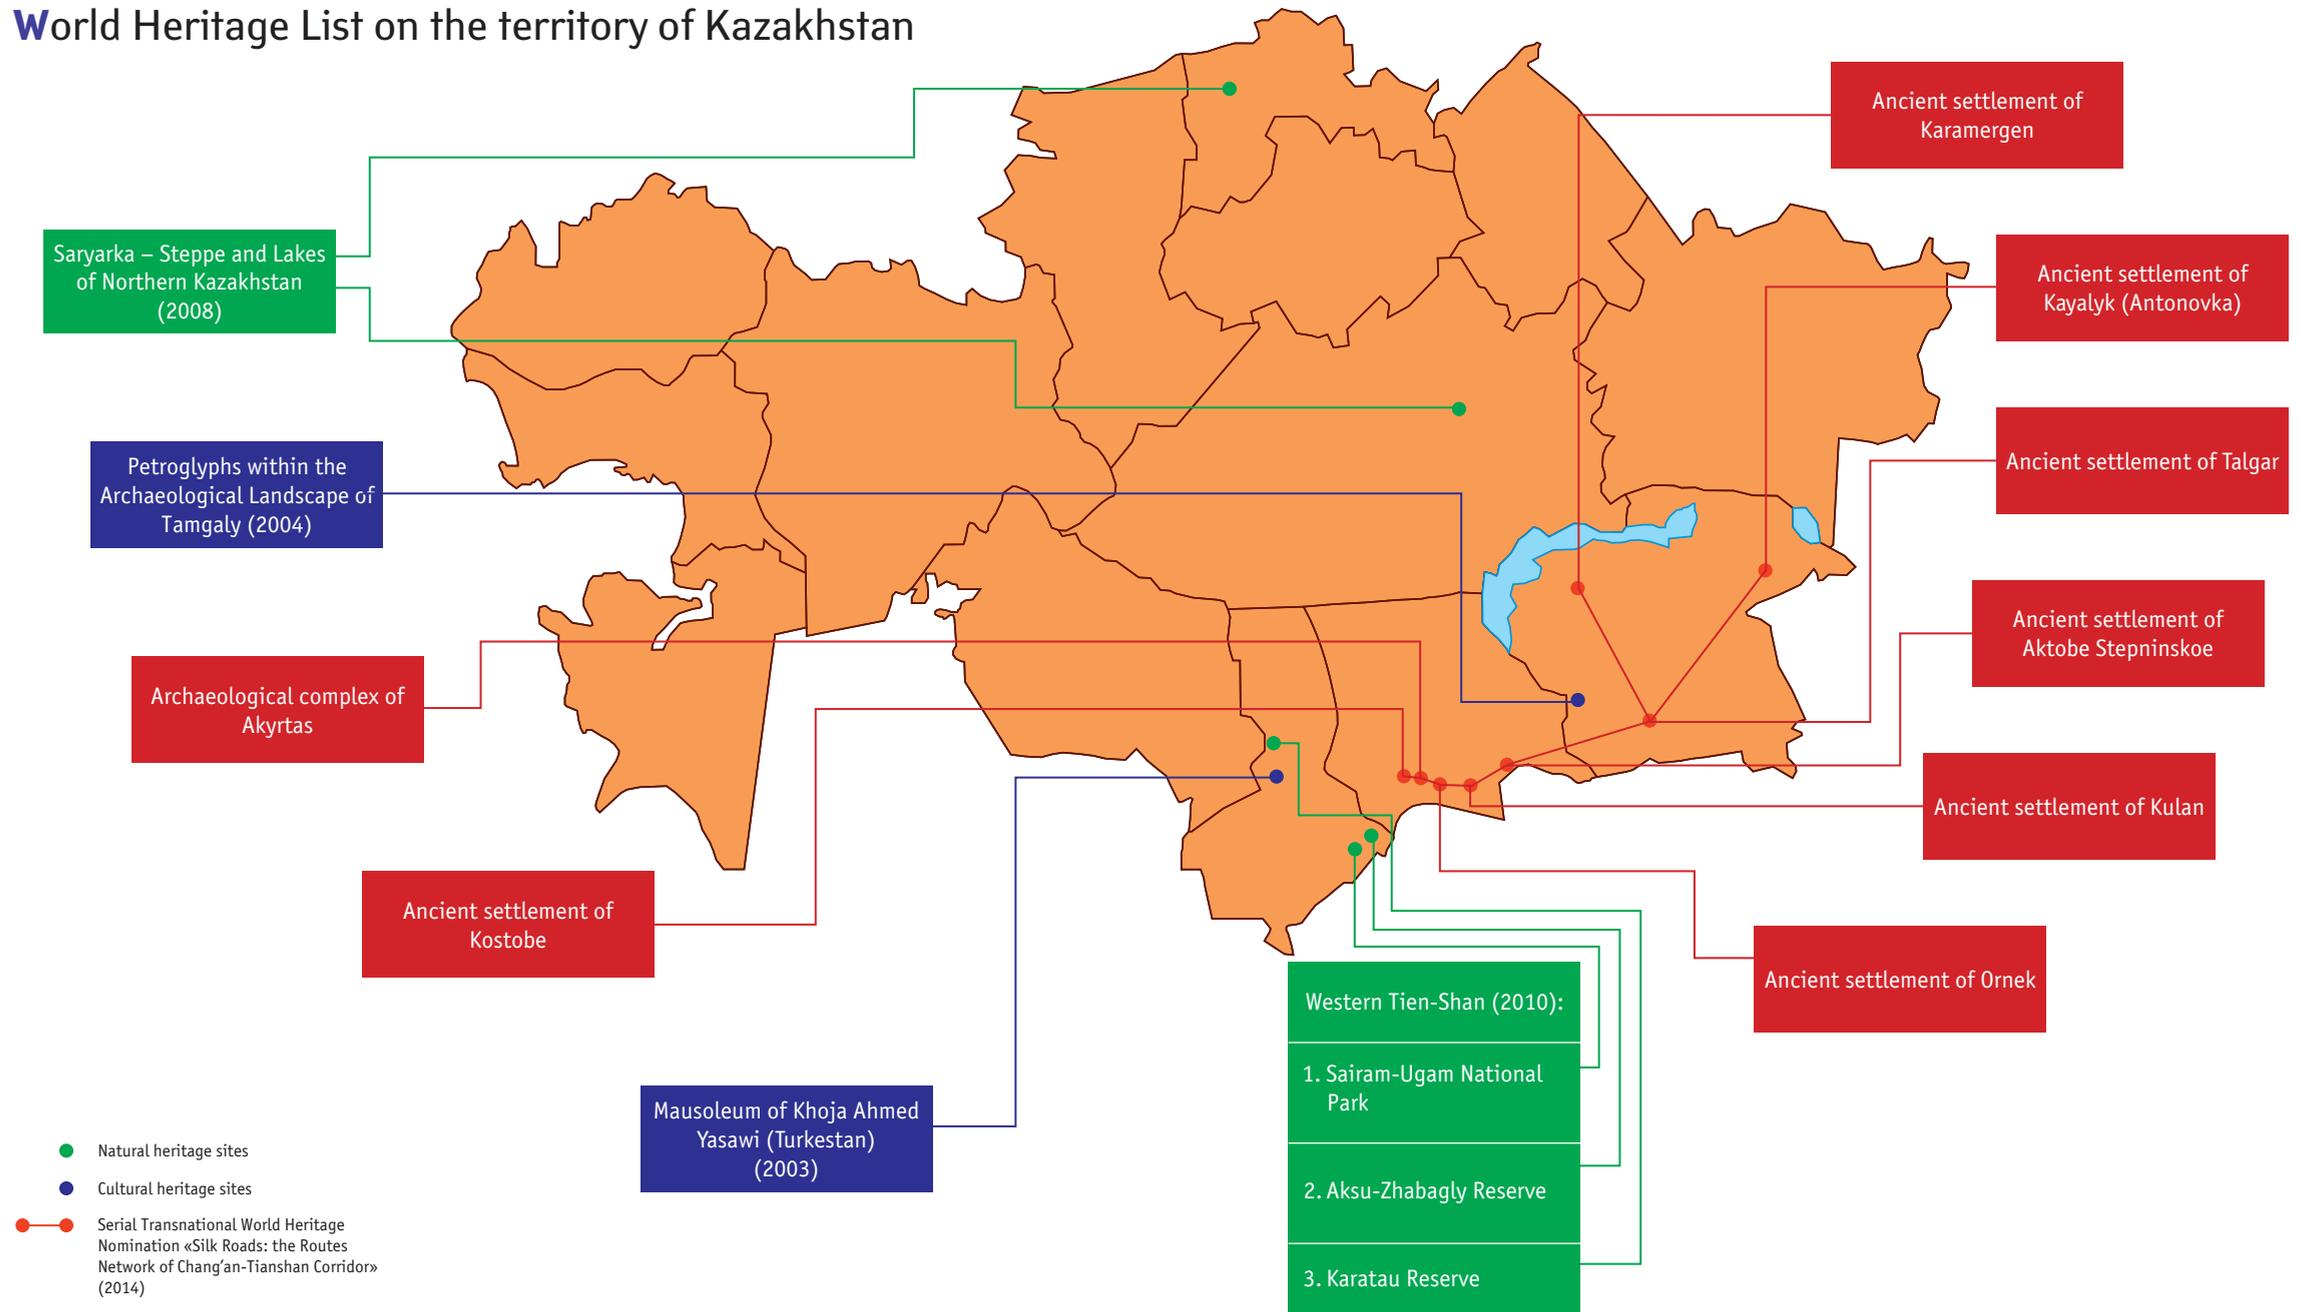 World Heritage List on the territory of Kazakhstan
Ancient settlement of
Karamergen
Saryarka – Steppe and Lakes
of Northern Kazakhstan
(2008)
Ancient settlement of
Kayalyk (Antonovka)
Petroglyphs within the
Archaeological Landscape of
Tamgaly (2004)
Ancient settlement of Talgar
Ancient settlement of
Aktobe Stepninskoe
Archaeological complex of
Akyrtas
Ancient settlement of Kulan
Ancient settlement of
Kostobe
Ancient settlement of Ornek
Western Tien-Shan (2010):
1. Sairam-Ugam National
Park
2. Aksu-Zhabagly Reserve
3. Karatau Reserve
Mausoleum of Khoja Ahmed
Yasawi (Turkestan)
(2003)
Natural heritage sites
Cultural heritage sites
Serial Transnational World Heritage
Nomination «Silk Roads: the Routes
Network of Chang’an-Tianshan Corridor»
(2014)